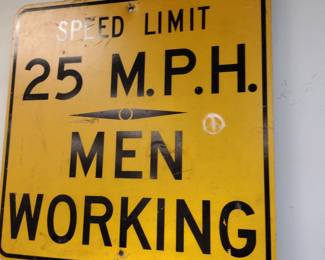 SPEED LIMIT
25 M.P.H.
MEN
WORKING